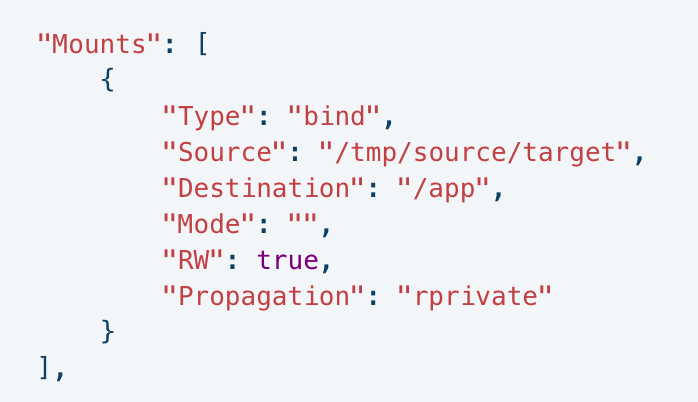 "Mounts": [
    {
        "Type": "bind",
        "Source": "/tmp/source/target",
        "Destination": "/app",
        "Mode": "",
        "RW": true,
        "Propagation": "rprivate"
    }
],